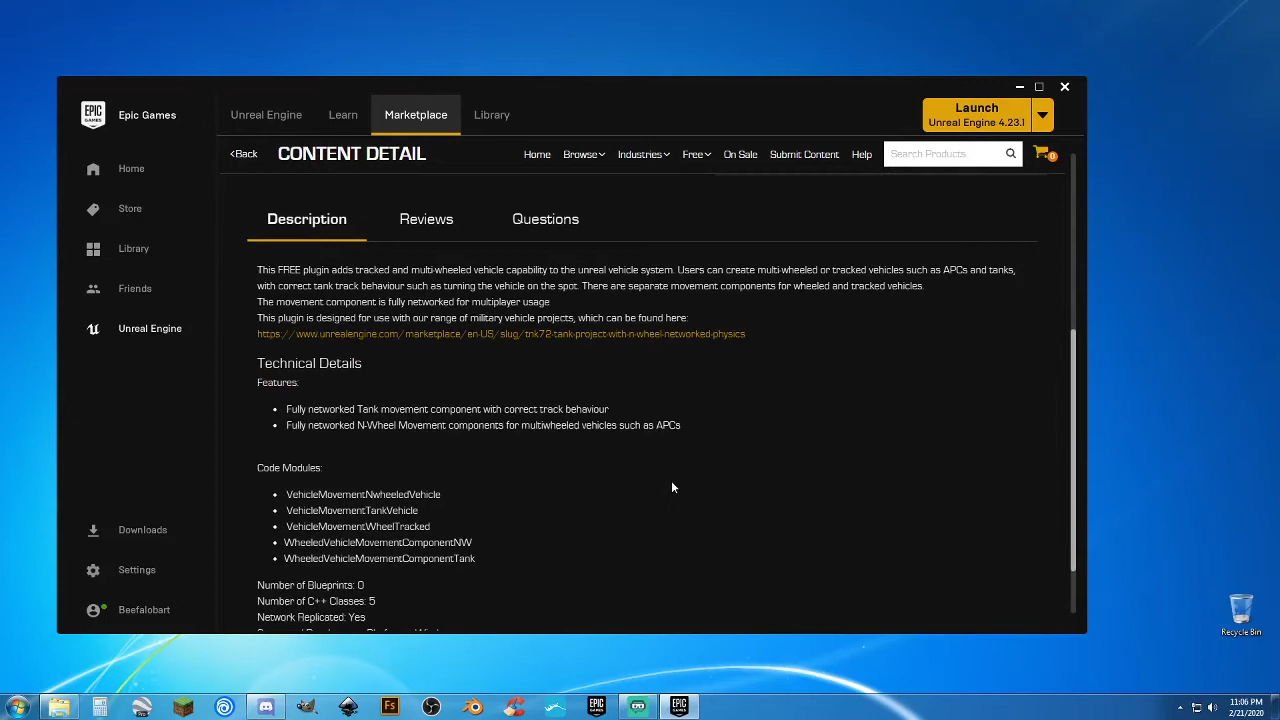 EPIC GAMES
Epic Games
Unreal Engine
Learn
Marketplace
Library
Launch
Unreal Engine 4.23.1
<Back
CONTENT DETAIL
Home
Browse
Industries
Free
On Sale
Submit Content
Help
Search Products.
0
Home
Store
Library
Friends
Unreal Engine
Downloads
Settings
Beefalobart
Description
Reviews
Questions
This FREE plugin adds tracked and multi-wheeled vehicle capability to the unreal vehicle system. Users can create multi-wheeled or tracked vehicles such as APCs and tanks,
with correct tank track behaviour such as turning the vehicle on the spot. There are separate movement components for wheeled and tracked vehicles.
The movement component is fully networked for multiplayer usage
This plugin is designed for use with our range of military vehicle projects, which can be found here:
https://www.unrealengine.com/marketplace/en-US/slug/tnk72-tank-project-with-n-wheel-networked-physics
Technical Details
Features:
• Fully networked Tank movement component with correct track behaviour
• Fully networked N-Wheel Movement components for multiwheeled vehicles such as APCs
Code Modules:
• VehicleMovementNwheeledVehicle
• VehicleMovementTankVehicle
• VehicleMovementWheelTracked
• WheeledVehicleMovementComponentNW
• WheeledVehicleMovementComponentTank
Number of Blueprints: 0
Number of C++ Classes: 5
Network Replicated: Yes
Recycle Bin
Fs
11:06 PM
2/21/2020